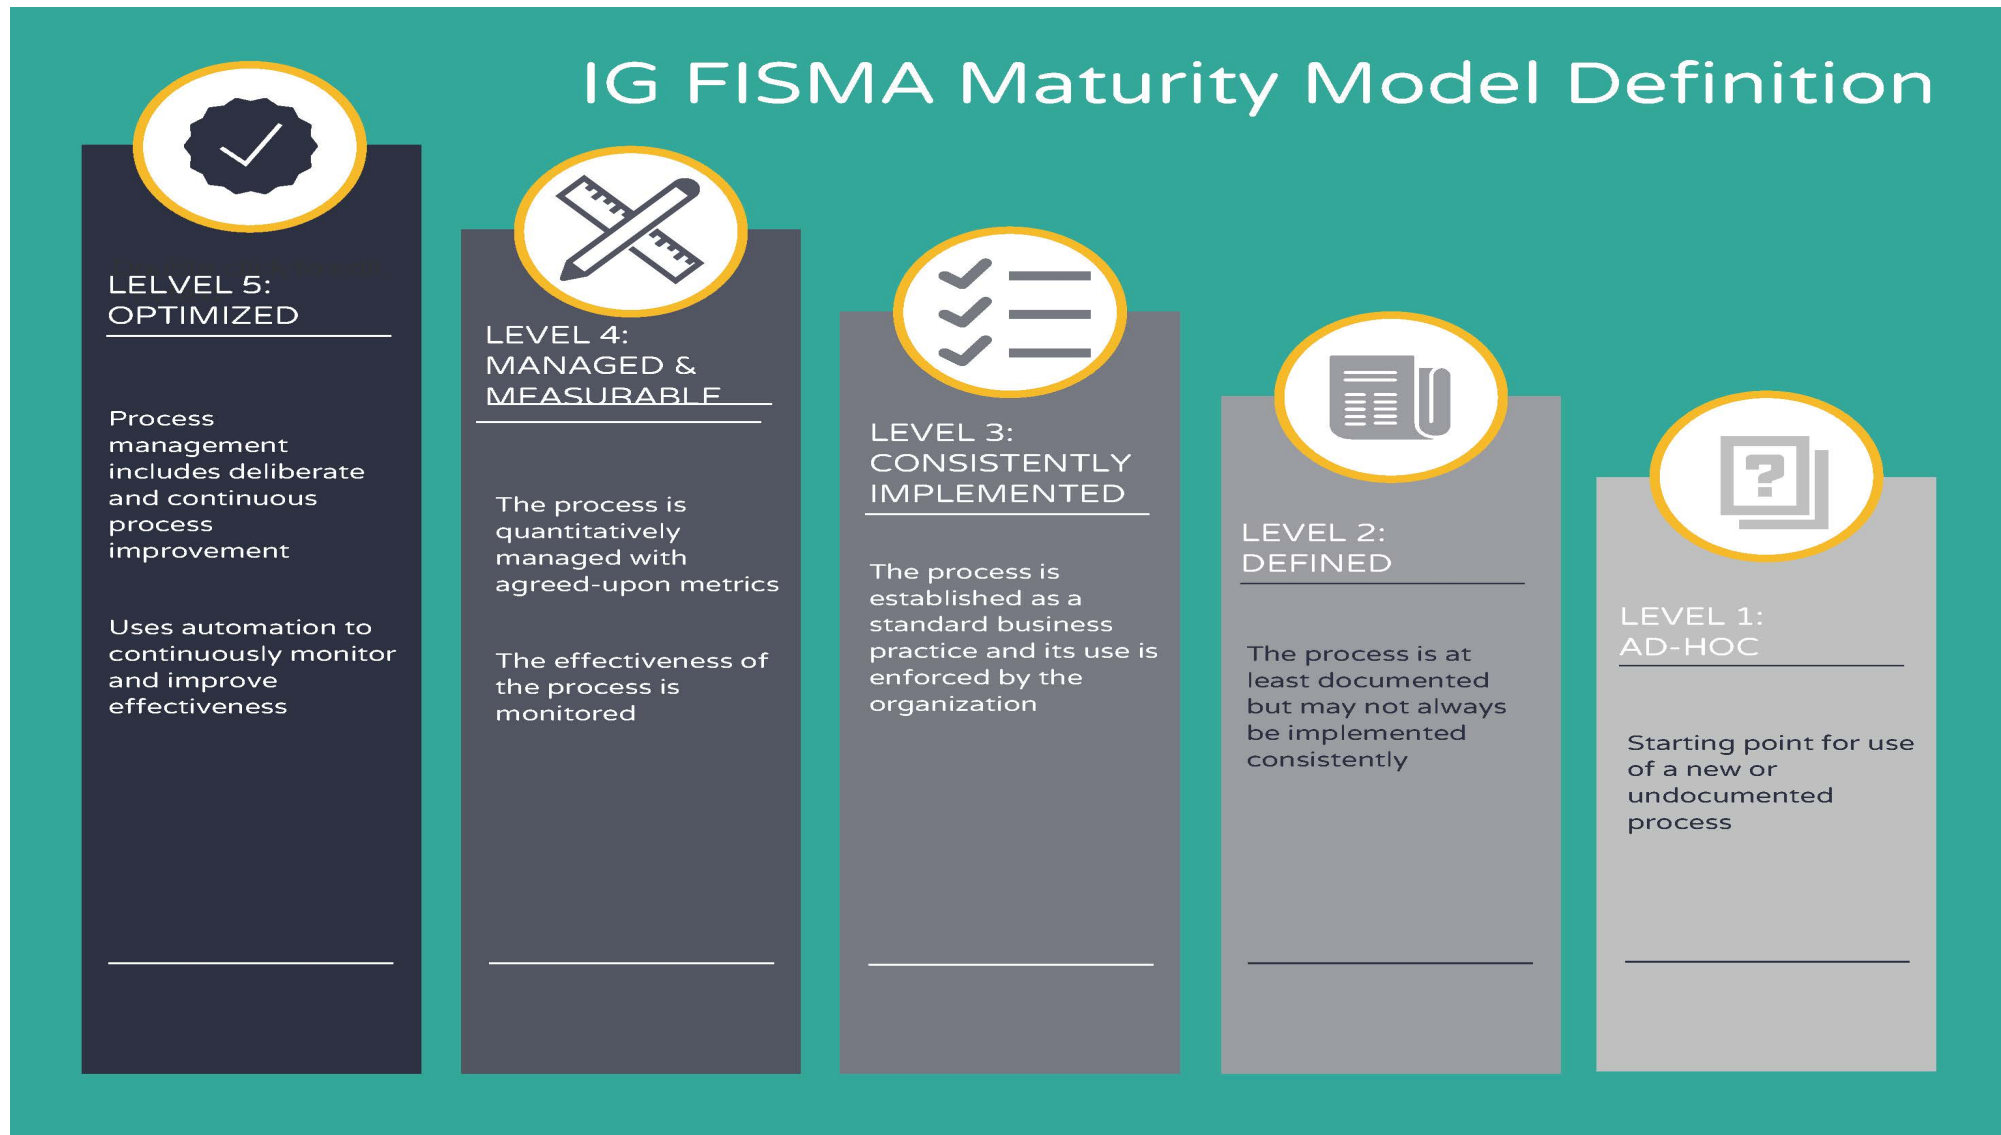 IG FISMA Maturity Model Definition
LELVEL 5:
OPTIMIZED
Process
management
includes deliberate
and continuous
process
improvement
Uses automation to
continuously monitor
and improve
effectiveness
LEVEL 4:
MANAGED &
MEASURABLE
The process is
quantitatively
managed with
agreed-upon metrics
The effectiveness of
the process is
monitored
LEVEL 3:
CONSISTENTLY
IMPLEMENTED
The process is
established as a
standard business
practice and its use is
enforced by the
organization
LEVEL 2:
DEFINED
The process is at
least documented
but may not always
be implemented
consistently
?
LEVEL 1:
AD-HOC
Starting point for use
of a new or
undocumented
process